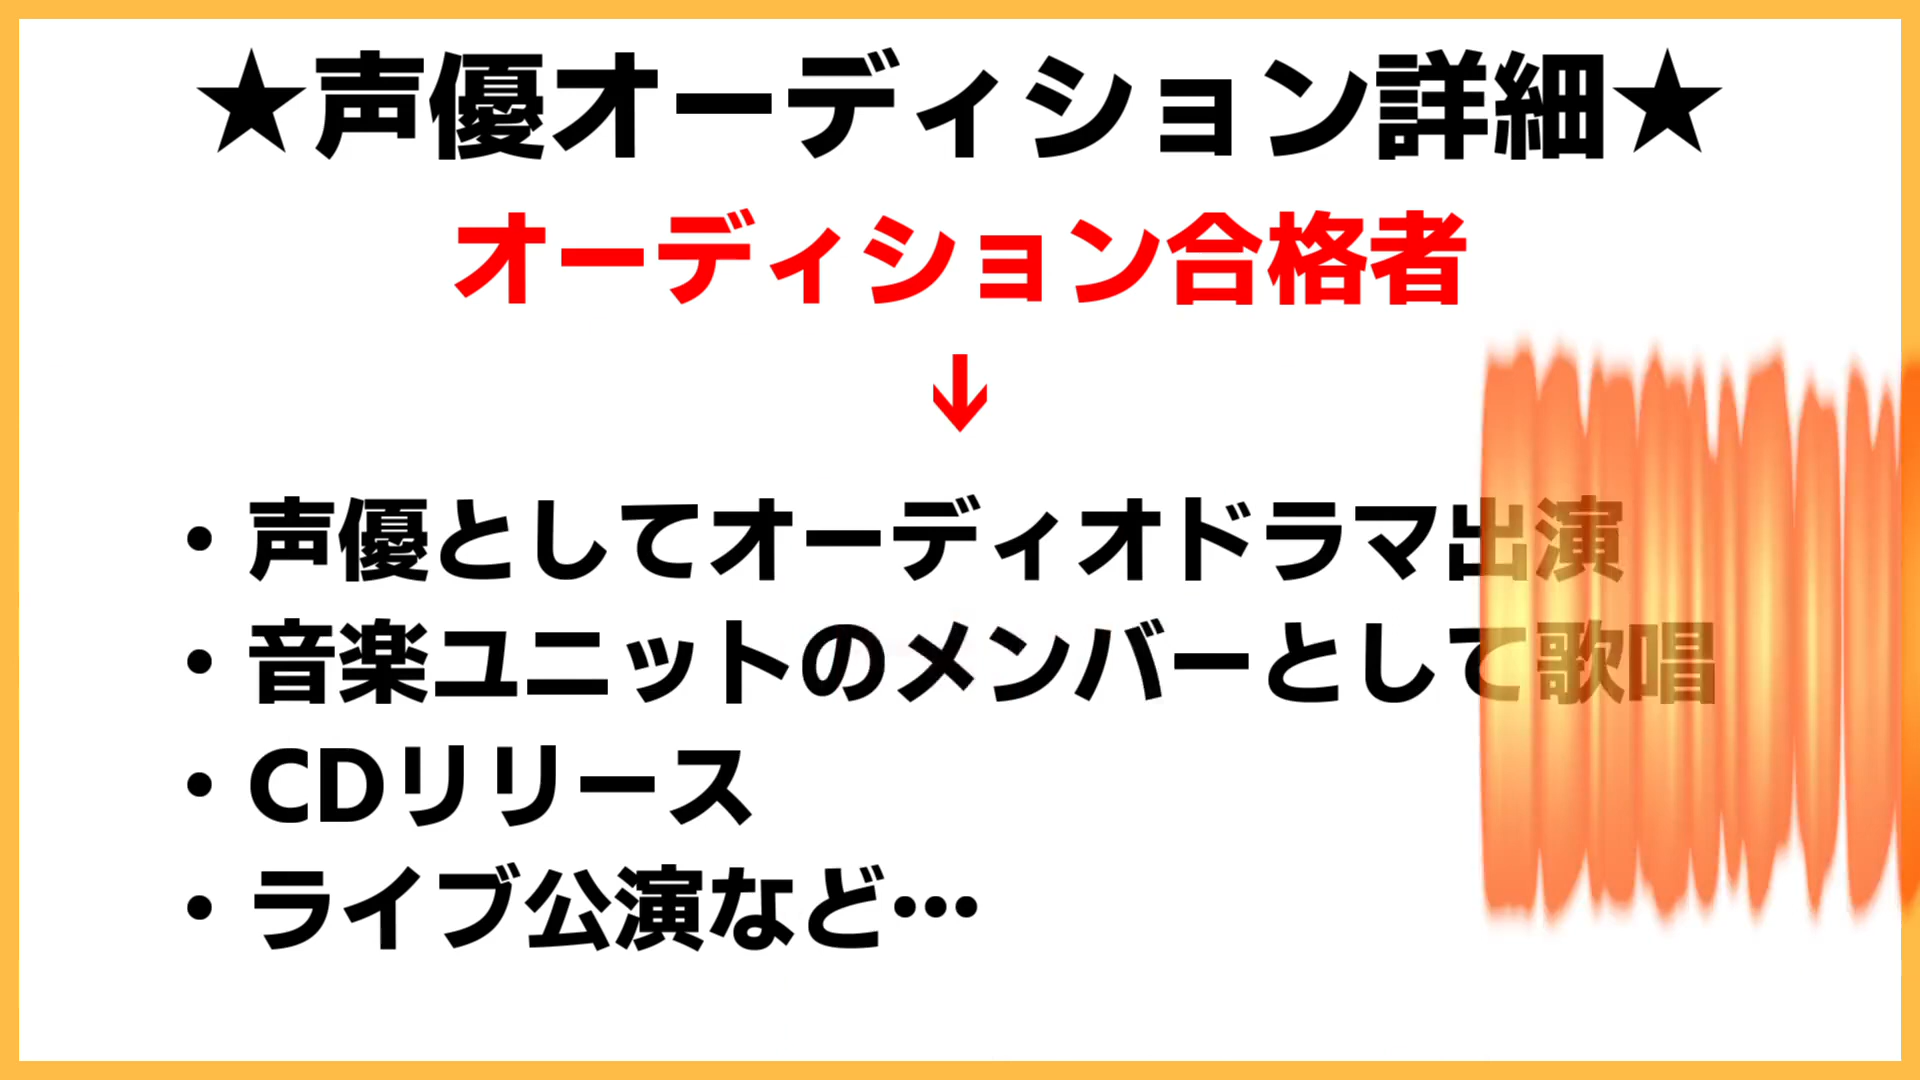 ★声優オーディション詳細★
オーディション合格者
↓
・声優としてオーディオドラマ出演
・音楽ユニットのメンバーとして歌唱
・CDリリース
・ライブ公演など…